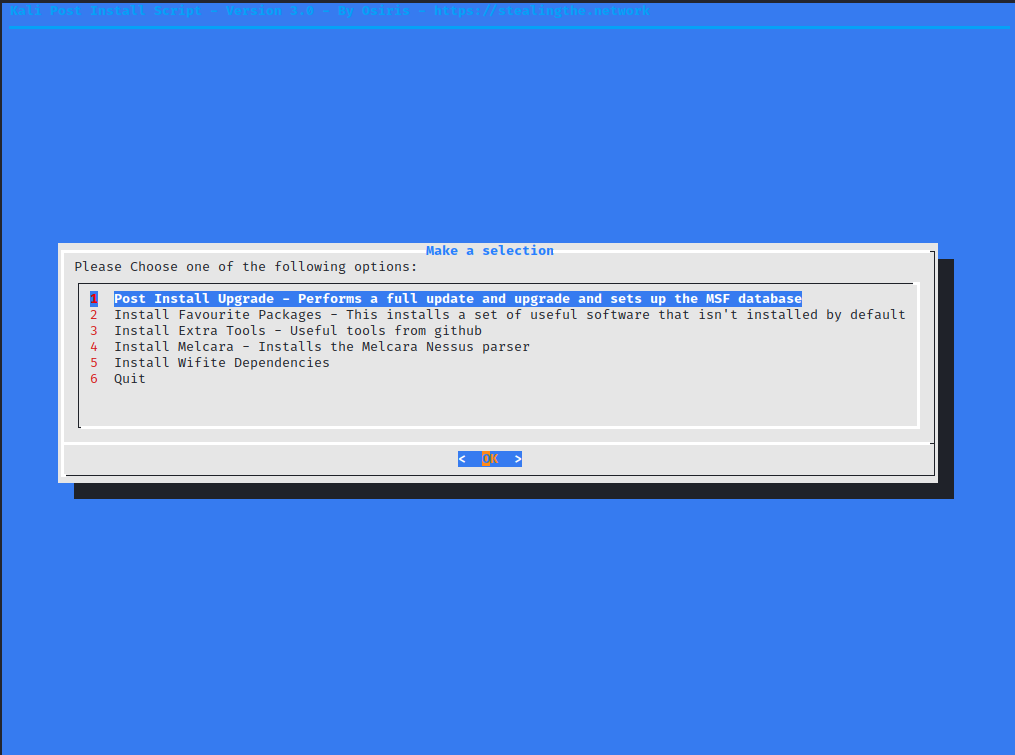 Kali Post Install Script - Version 3.0 - By Osiris - https://stealingthe.network
Make a selection
Please Choose one of the following options:
1 Post Install Upgrade - Performs a full update and upgrade and sets up the MSF database
2 Install Favourite Packages - This installs a set of useful software that isn't installed by default
3 Install Extra Tools - Useful tools from github
4 Install Melcara - Installs the Melcara Nessus parser
5 Install Wifite Dependencies
6 Quit
< OK >